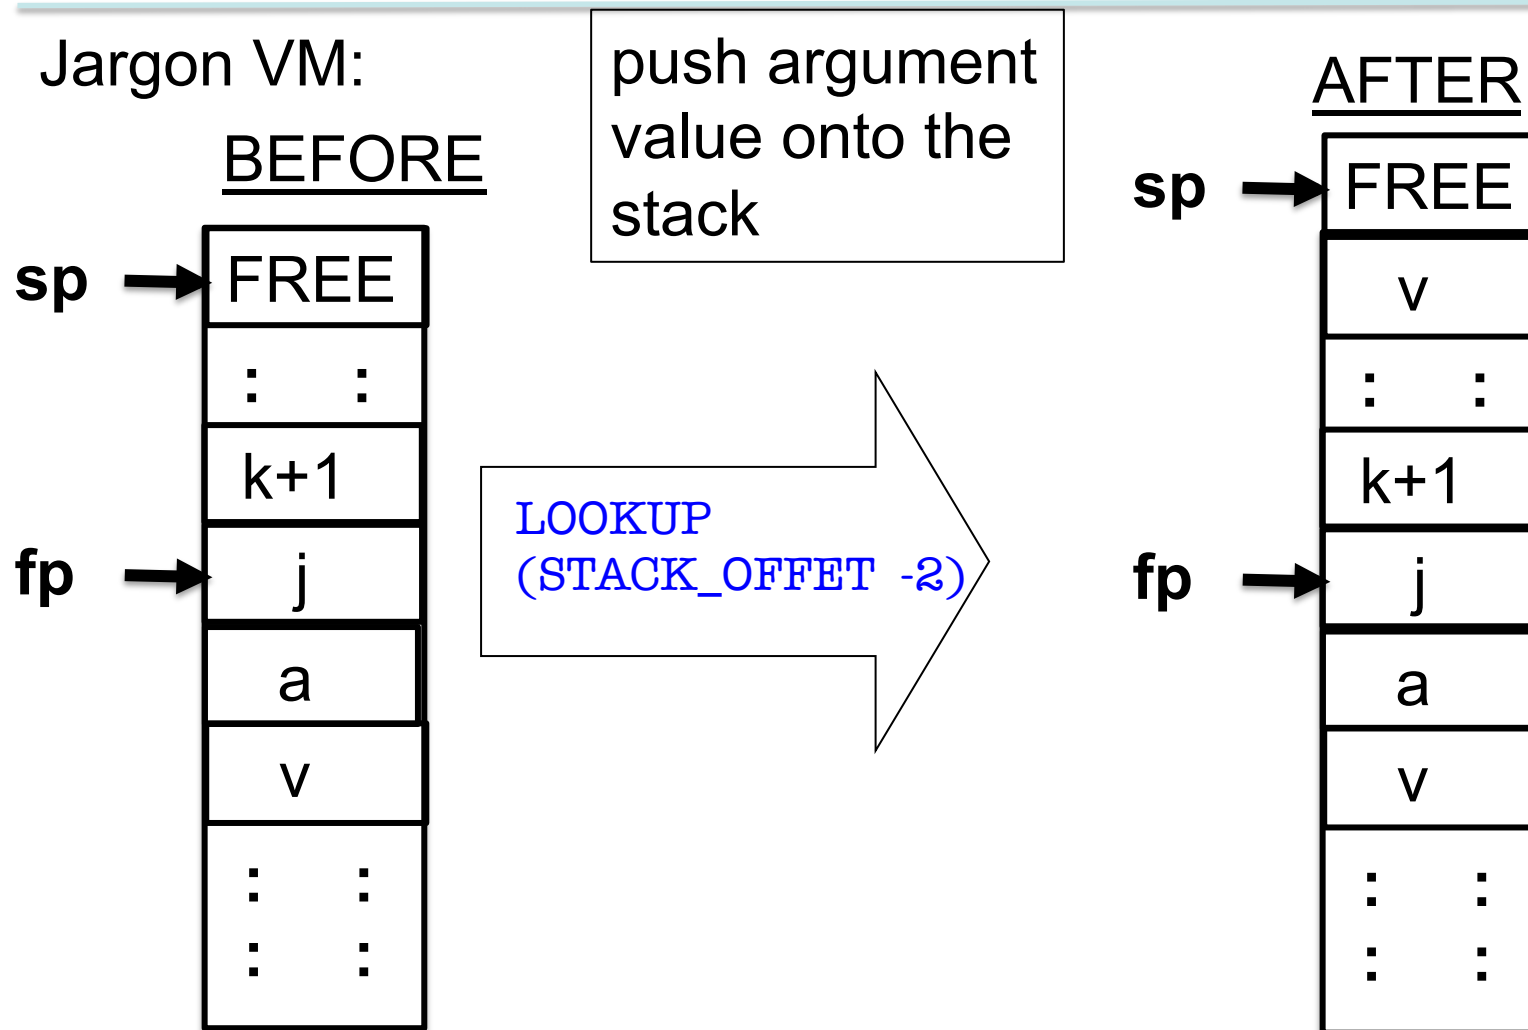 Jargon VM:
BEFORE
sp
FREE
: :
k+1
fp
j
a
v
: :
: :
push argument
value onto the
stack
LOOKUP
(STACK_OFFET -2)
AFTER
sp
FREE
v
: :
k+1
fp
j
a
v
: :
: :